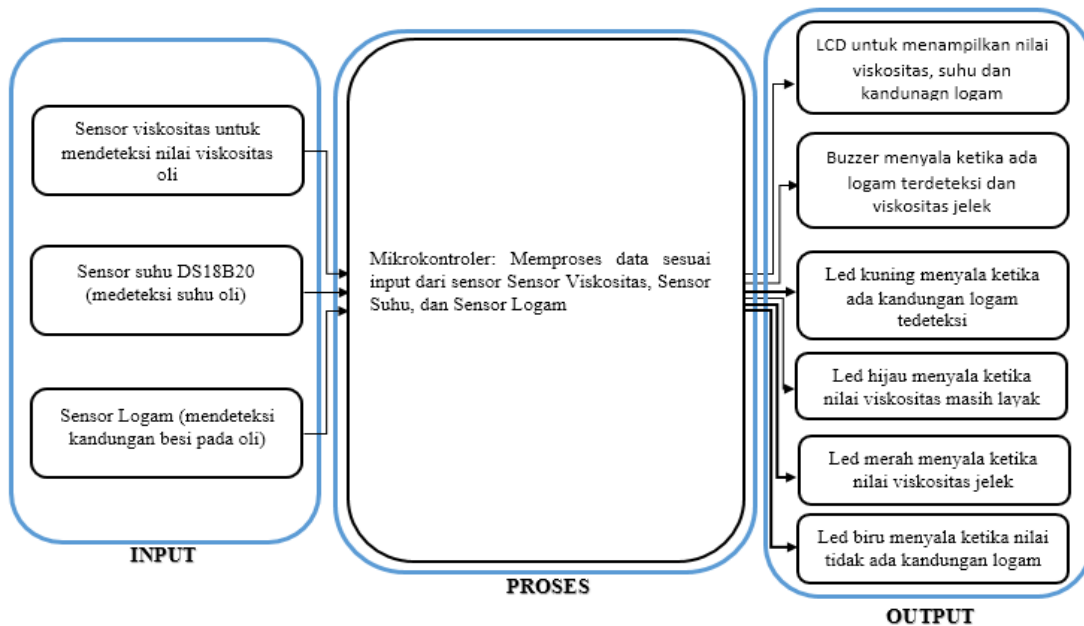 Sensor viskositas untuk
mendeteksi nilai viskositas
oli
Sensor suhu DS18B20
(medeteksi suhu oli)
Sensor Logam (mendeteksi
kandungan besi pada oli)
INPUT
Mikrokontroler: Memproses data sesuai
input dari sensor Sensor Viskositas, Sensor
Suhu, dan Sensor Logam
PROSES
LCD untuk menampilkan nilai
viskositas, suhu dan
kandunagn logam
Buzzer menyala ketika ada
logam terdeteksi dan
viskositas jelek
Led kuning menyala ketika
ada kandungan logam
tedeteksi
Led hijau menyala ketika
nilai viskositas masih layak
Led merah menyala ketika
nilai viskositas jelek
Led biru menyala ketika nilai
tidak ada kandungan logam
OUTPUT